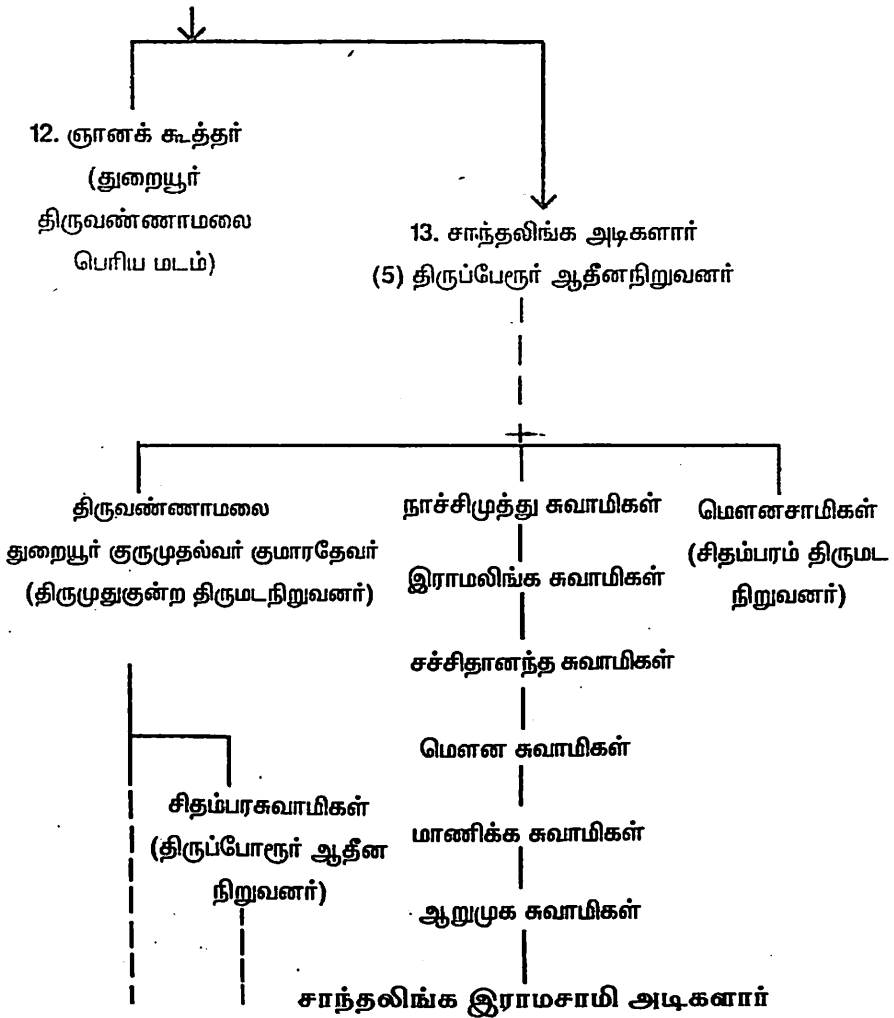 12. ஞானக் கூத்தர்
(துறையூர்
திருவண்ணாமலை
பெரிய மடம்)
13. சாந்தலிங்க அடிகளார்
(5) திருப்பேரூர் ஆதீனநிறுவனர்
திருவண்ணாமலை
துறையூர் குருமுதல்வர் குமாரதேவர்
(திருமுதுகுன்ற திருமடநிறுவனர்)
நாச்சிமுத்து சுவாமிகள்
மௌனசாமிகள்
(சிதம்பரம் திருமட
நிறுவனர்)
இராமலிங்க சுவாமிகள்
சச்சிதானந்த சுவாமிகள்
மௌன சுவாமிகள்
சிதம்பரசுவாமிகள்
(திருப்போரூர் ஆதீன
நிறுவனர்)
மாணிக்க சுவாமிகள்
ஆறுமுக சுவாமிகள்
சாந்தலிங்க இராமசாமி அடிகளார்